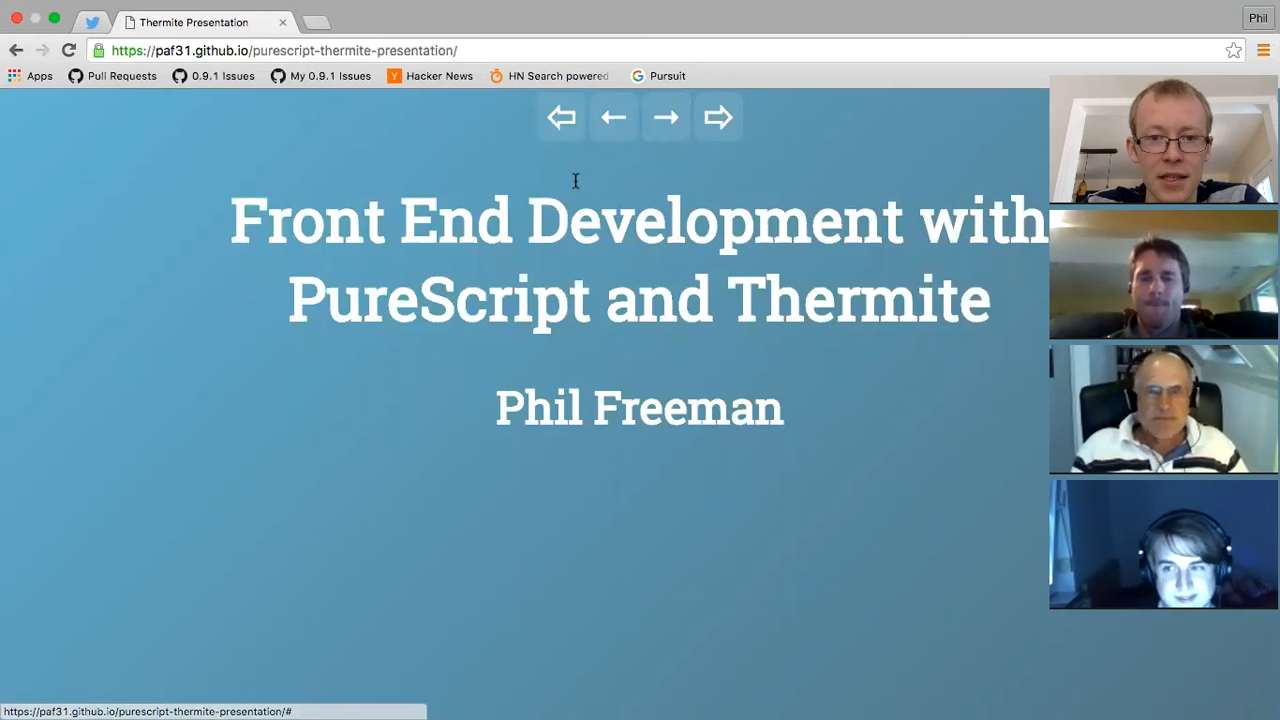 Thermite Presentation
Phil
https://paf31.github.io/purescript-thermite-presentation/
Apps Pull Requests 0.9.1 Issues My 0.9.1 Issues Hacker News HN Search powered Pursuit
Front End Development with
PureScript and Thermite
Phil Freeman
https://paf31.github.io/purescript-thermite-presentation/#